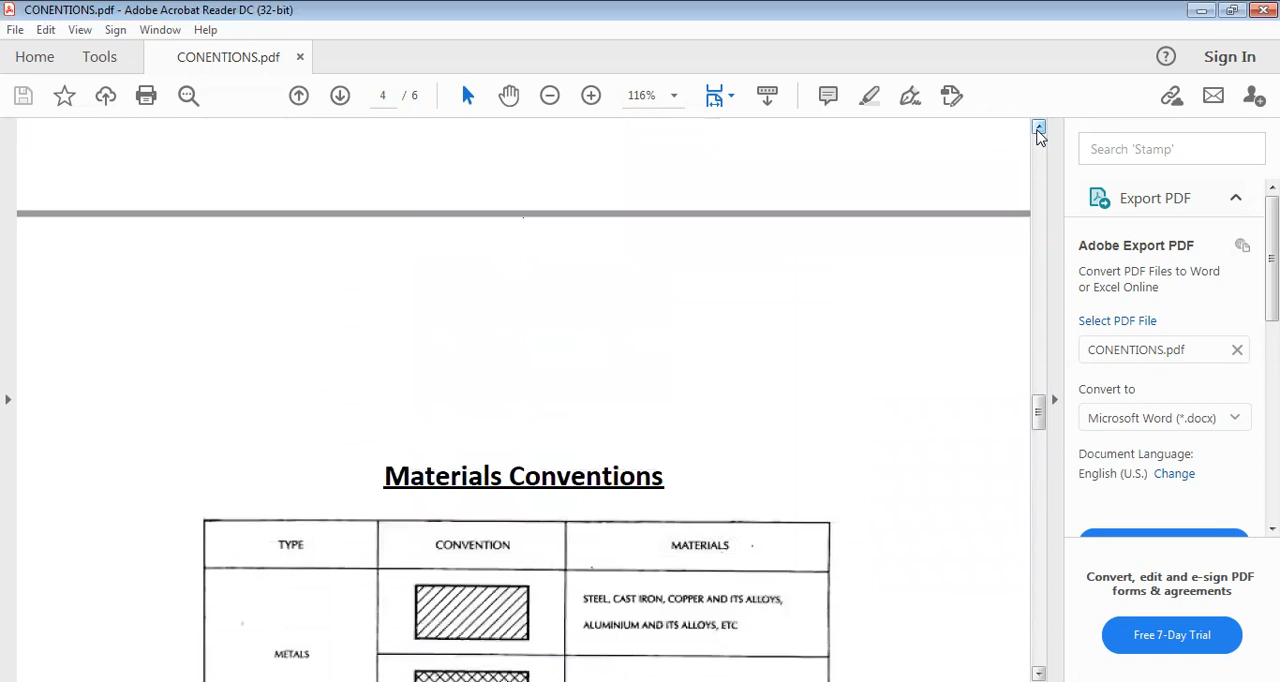 CONENTIONS.pdf - Adobe Acrobat Reader DC (32-bit)
File Edit View Sign Window Help
Home Tools CONENTIONS.pdf
Sign In
4 / 6 116%
Search 'Stamp'
Export PDF
Adobe Export PDF
Convert PDF Files to Word
or Excel Online
Select PDF File
CONENTIONS.pdf
Convert to
Microsoft Word (*.docx)
Document Language:
English (U.S.) Change
Convert, edit and e-sign PDF
forms & agreements
Free 7-Day Trial
Materials Conventions
TYPE CONVENTION MATERIALS
METALS
STEEL, CAST IRON, COPPER AND ITS ALLOYS,
ALUMINIUM AND ITS ALLOYS, ETC